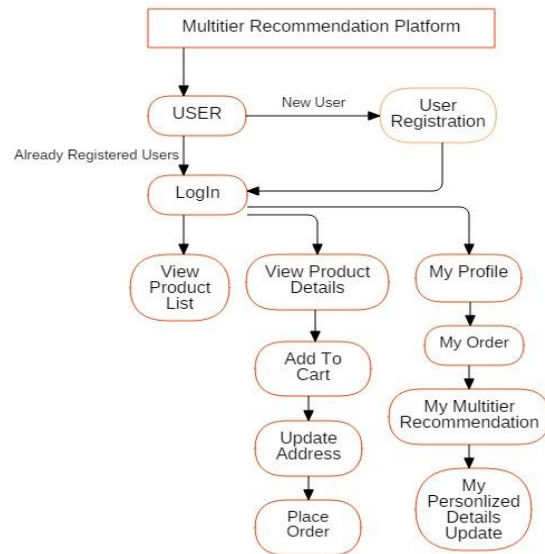 Multitier Recommendation Platform
USER
New User
User
Registration
Already Registered Users
LogIn
View
Product
List
View Product
Details
My Profile
Add To
Cart
My Order
Update
Address
My Multitier
Recommendation
Place
Order
My
Personlized
Details
Update